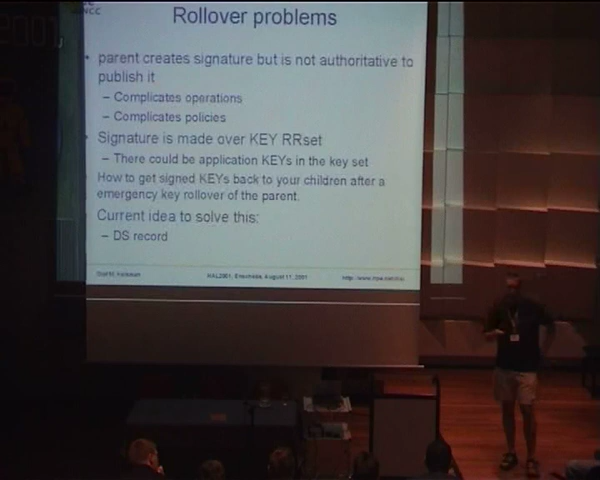 Rollover problems
NCC
2001
• parent creates signature but is not authoritative to
publish it
– Complicates operations
– Complicates policies
• Signature is made over KEY RRset
– There could be application KEYs in the key set
How to get signed KEYs back to your children after a
emergency key rollover of the parent.
Current idea to solve this:
– DS record
HAL2001, Enschede, August 11, 2001